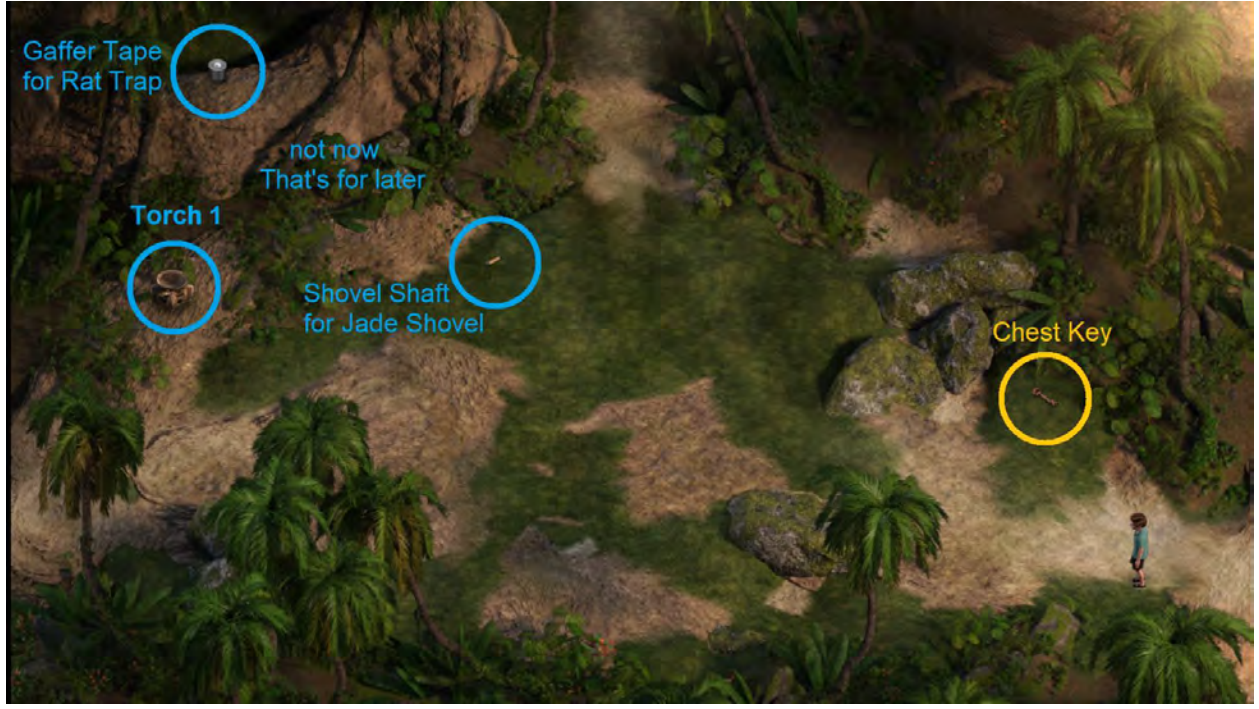 Gaffer Tape
for Rat Trap
not now
That's for later
Torch 1
Shovel Shaft
for Jade Shovel
Chest Key